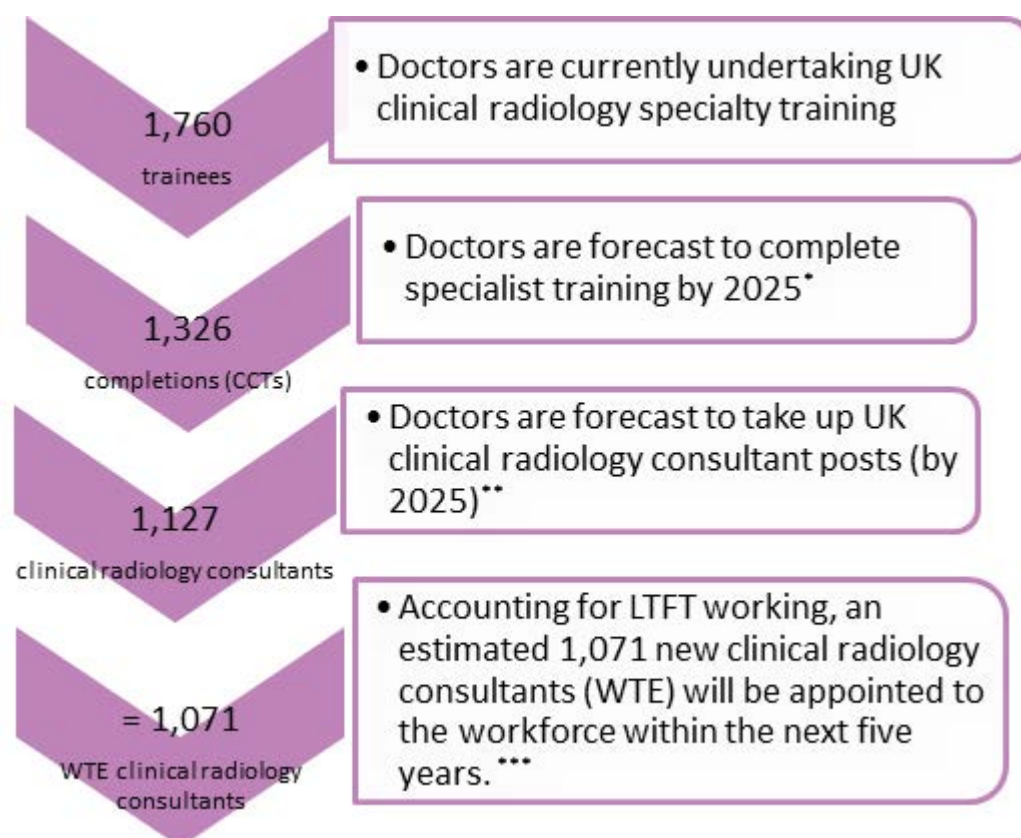 1,760
trainees
• Doctors are currently undertaking UK
clinical radiology specialty training
1,326
completions (CCTs)
• Doctors are forecast to complete
specialist training by 2025*
1,127
clinical radiology consultants
• Doctors are forecast to take up UK
clinical radiology consultant posts (by
2025)**
= 1,071
WTE clinical radiology
consultants
• Accounting for LTFT working, an
estimated 1,071 new clinical radiology
consultants (WTE) will be appointed to
the workforce within the next five
years.***